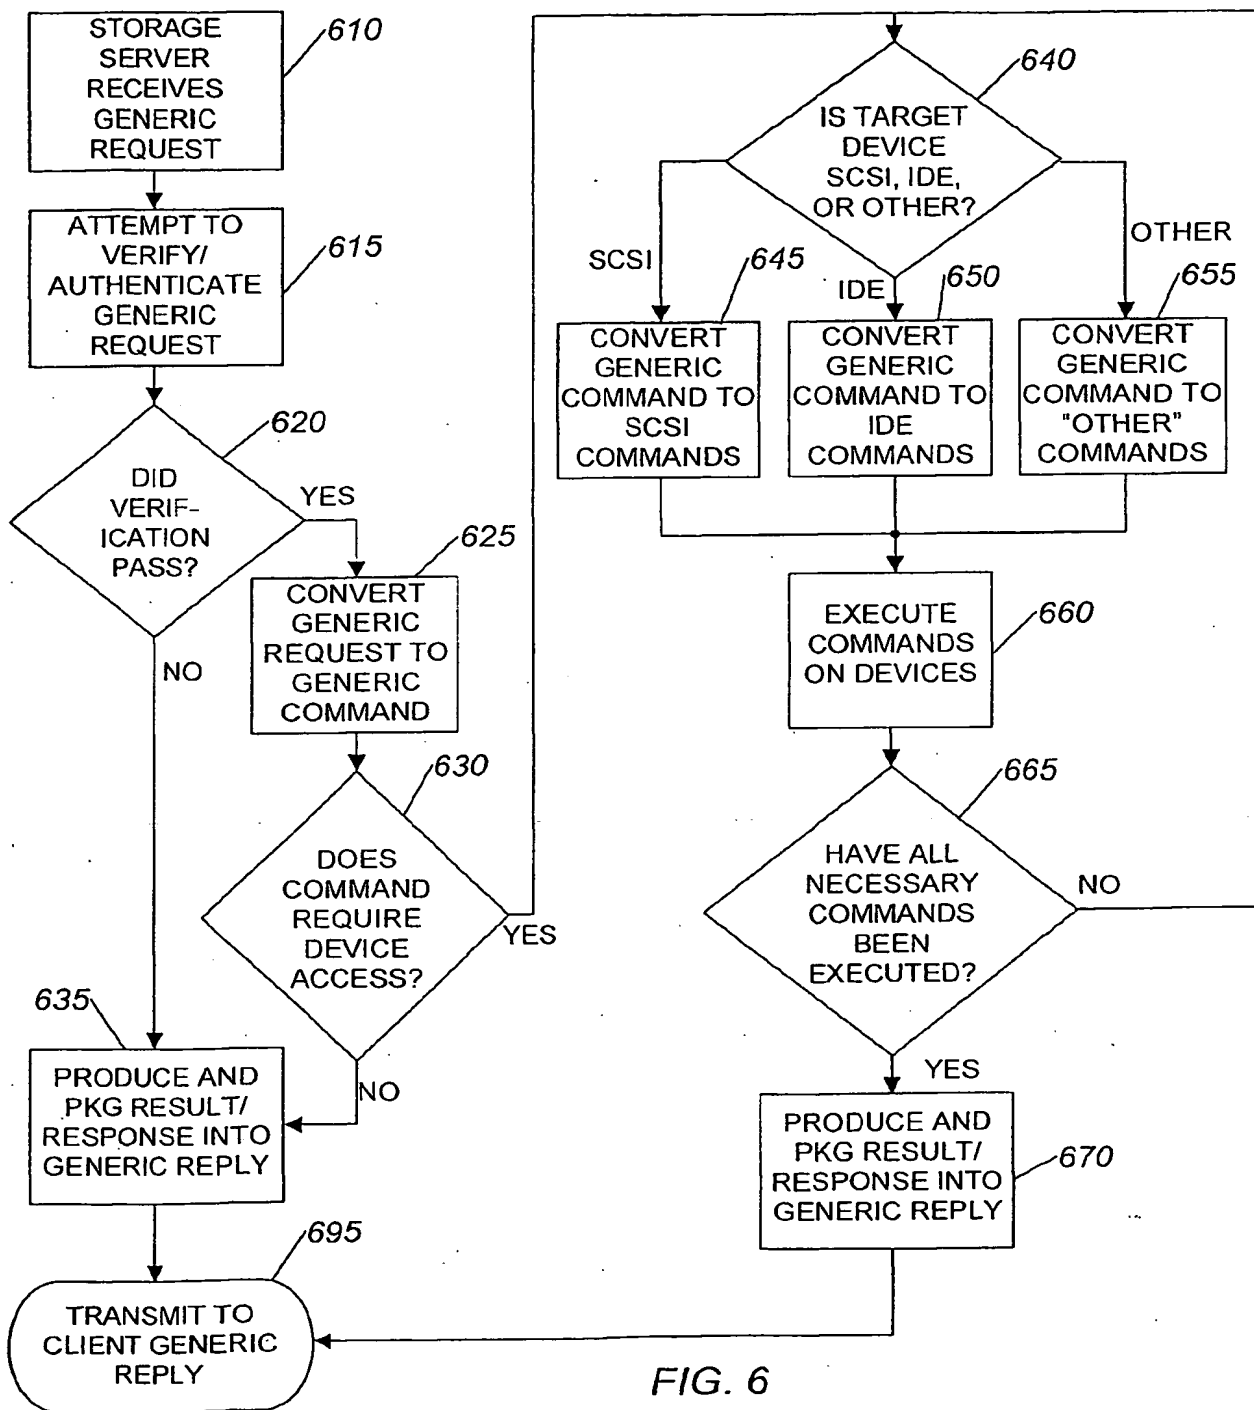 STORAGE
SERVER
RECEIVES
GENERIC
REQUEST
610
ATTEMPT TO
VERIFY/
AUTHENTICATE
GENERIC
REQUEST
615
DID
VERIF-
ICATION
PASS?
620
YES
NO
CONVERT
GENERIC
REQUEST TO
GENERIC
COMMAND
625
DOES
COMMAND
REQUIRE
DEVICE
ACCESS?
630
YES
NO
635
PRODUCE AND
PKG RESULT/
RESPONSE INTO
GENERIC REPLY
695
TRANSMIT TO
CLIENT GENERIC
REPLY
IS TARGET
DEVICE
SCSI, IDE,
OR OTHER?
640
SCSI
IDE
OTHER
645
CONVERT
GENERIC
COMMAND TO
SCSI
COMMANDS
650
CONVERT
GENERIC
COMMAND TO
IDE
COMMANDS
655
CONVERT
GENERIC
COMMAND TO
"OTHER"
COMMANDS
EXECUTE
COMMANDS
ON DEVICES
660
HAVE ALL
NECESSARY
COMMANDS
BEEN
EXECUTED?
665
NO
YES
PRODUCE AND
PKG RESULT/
RESPONSE INTO
GENERIC REPLY
670
FIG. 6